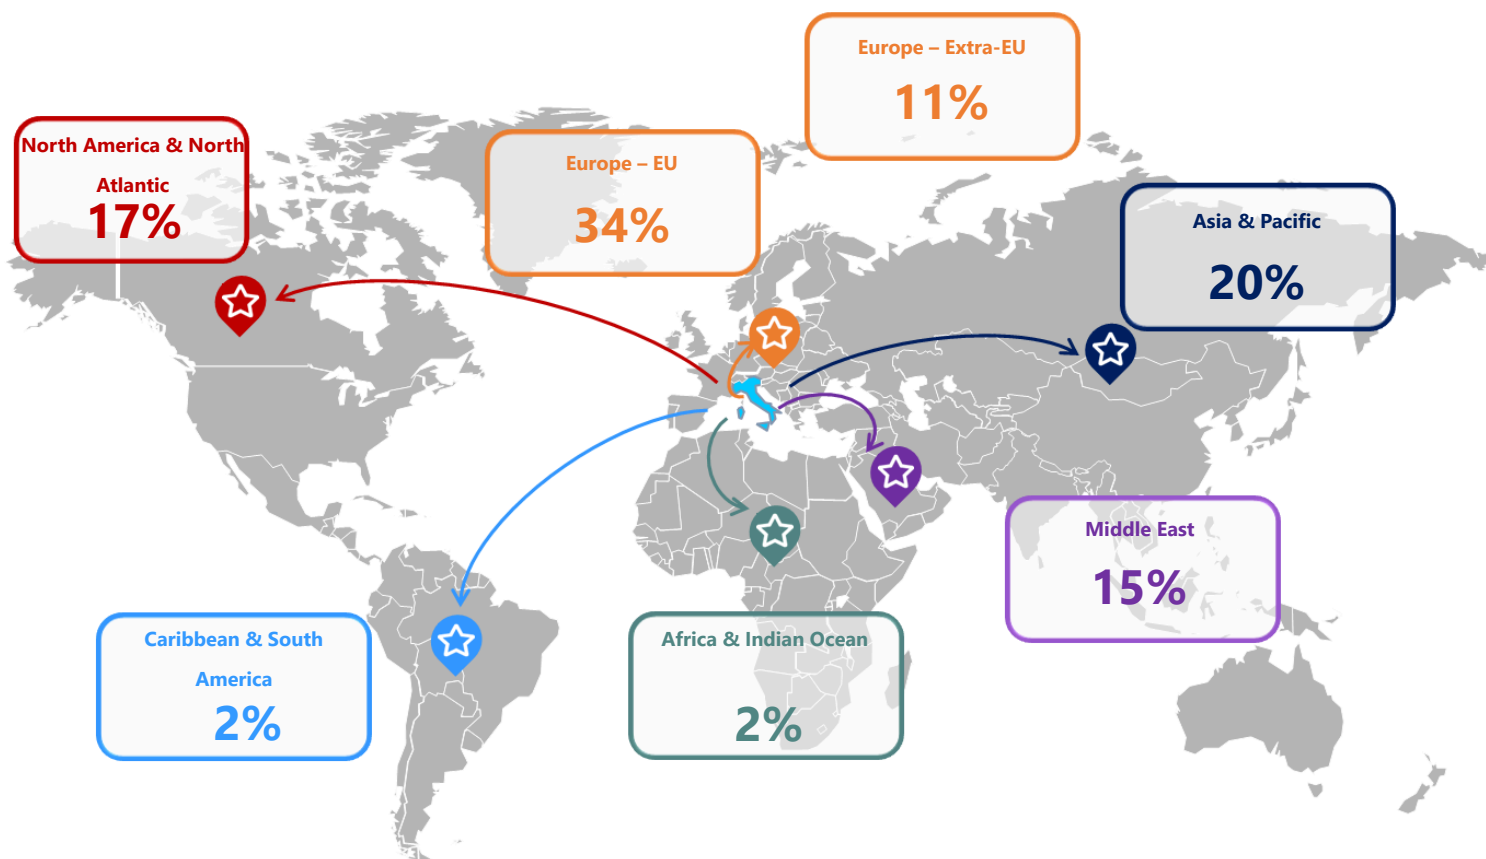 Europe – Extra-EU
11%
North America & North
Atlantic
17%
Europe – EU
34%
Asia & Pacific
20%
Middle East
15%
Caribbean & South
America
2%
Africa & Indian Ocean
2%